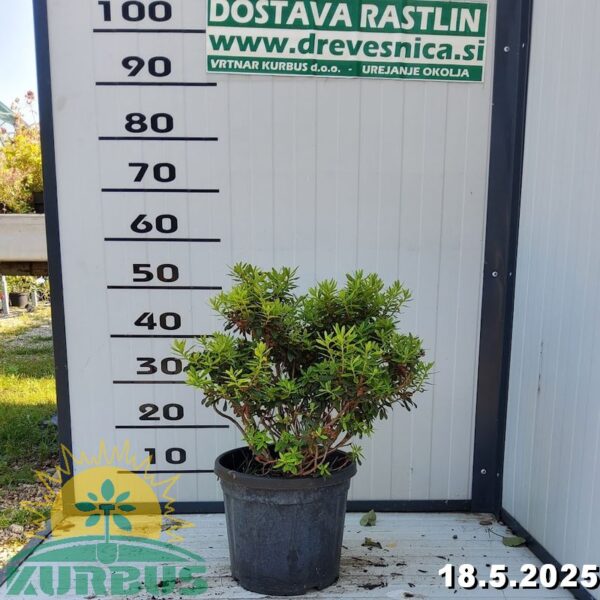 DOSTAVA RASTLIN
www.drevesnica.si
VRTNAR KURBUS d.o.o. - UREJANJE OKOLJA
100
90
80
70
60
50
40
30
20
10
KURBUS
18.5.2025